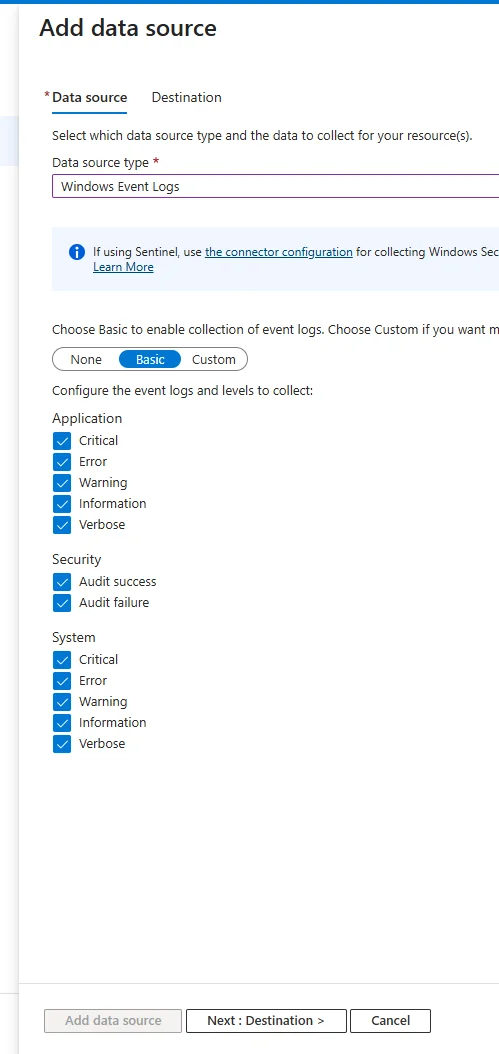 Add data source
* Data source Destination
Select which data source type and the data to collect for your resource(s).
Data source type *
Windows Event Logs
If using Sentinel, use the connector configuration for collecting Windows Sec
Learn More
Choose Basic to enable collection of event logs. Choose Custom if you want m
None Basic Custom
Configure the event logs and levels to collect:
Application
Critical
Error
Warning
Information
Verbose
Security
Audit success
Audit failure
System
Critical
Error
Warning
Information
Verbose
Add data source Next : Destination > Cancel